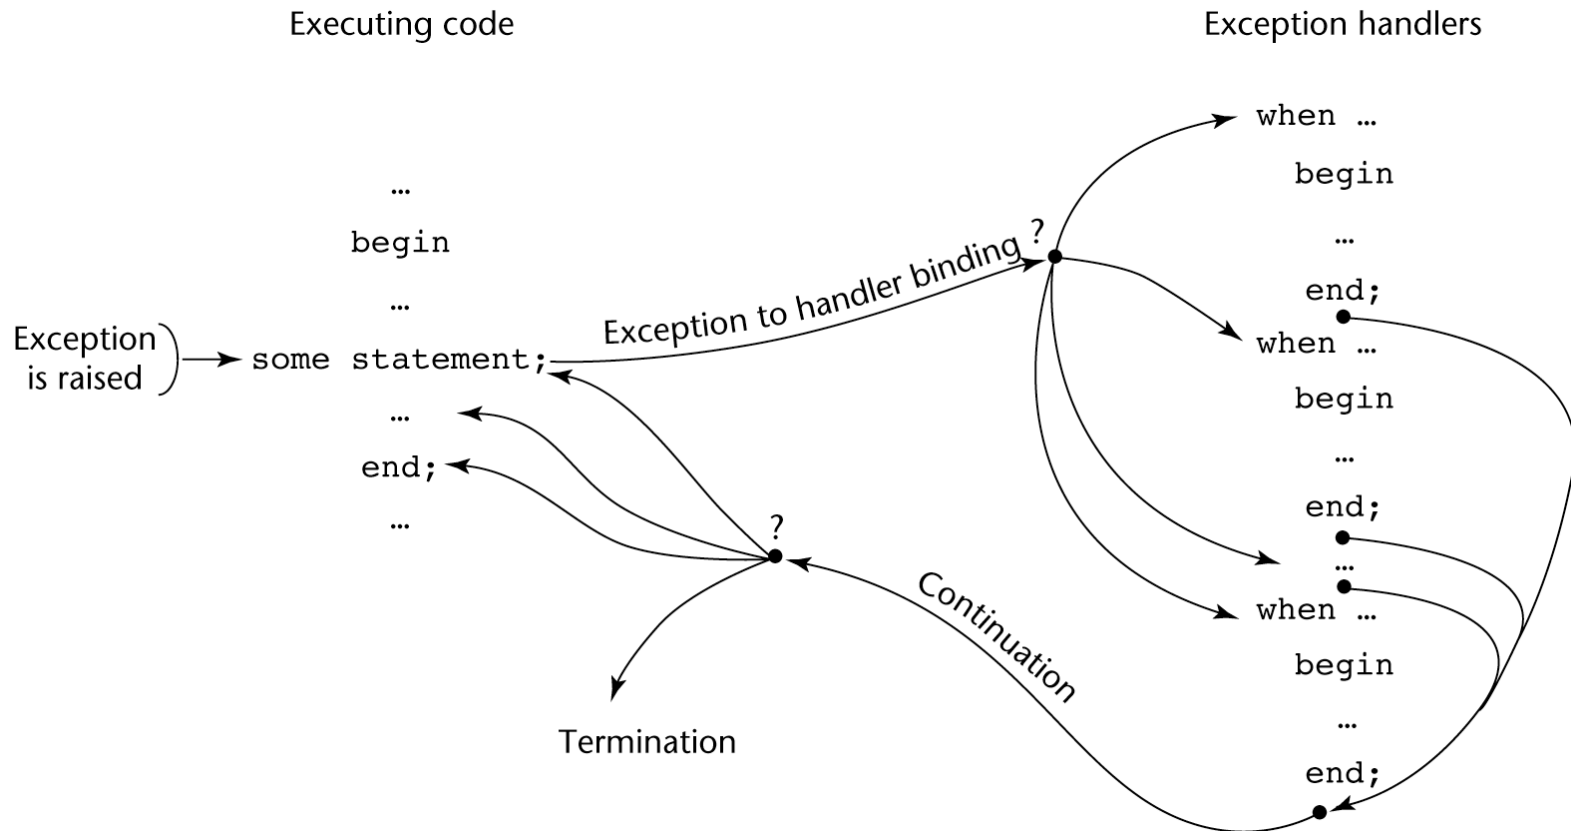 Executing code
Exception handlers
…
begin
…
Exception
is raised
some statement;
…
end;
…
Exception to handler binding
?
when …
begin
…
end;
when …
begin
…
end;
…
when …
begin
…
end;
Continuation
?
Termination